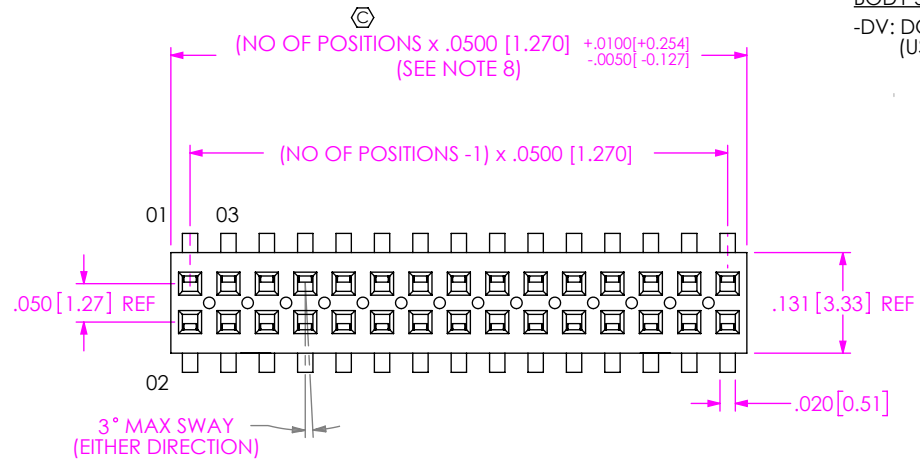 C
(NO OF POSITIONS x .0500 [1.270] +.0100[+0.254]
-.0050[ -0.127]
(SEE NOTE 8)
-DV:
(NO OF POSITIONS -1) x .0500 [1.270]
01 03
.050 [1.27] REF
.131 [3.33] REF
02
.020 [0.51]
3° MAX SWAY
(EITHER DIRECTION)